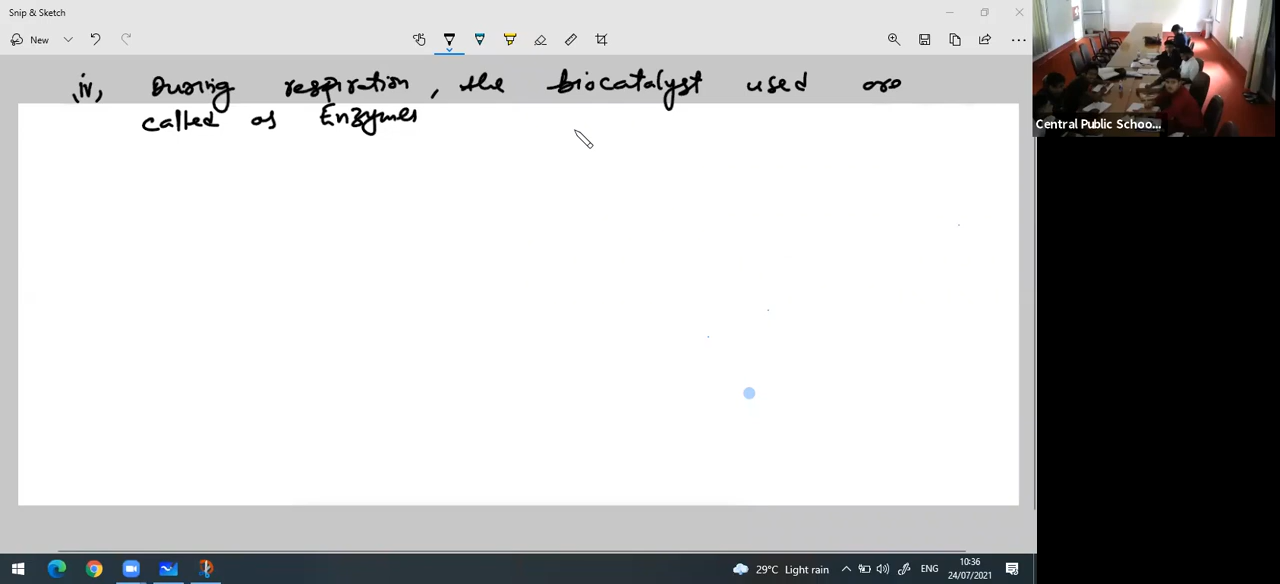 Snip & Sketch
New
iv, During respiration, the biocatalyst used are
called as Enzymes
Central Public Schoo...
29°C Light rain
ENG
10:36
24/07/2021